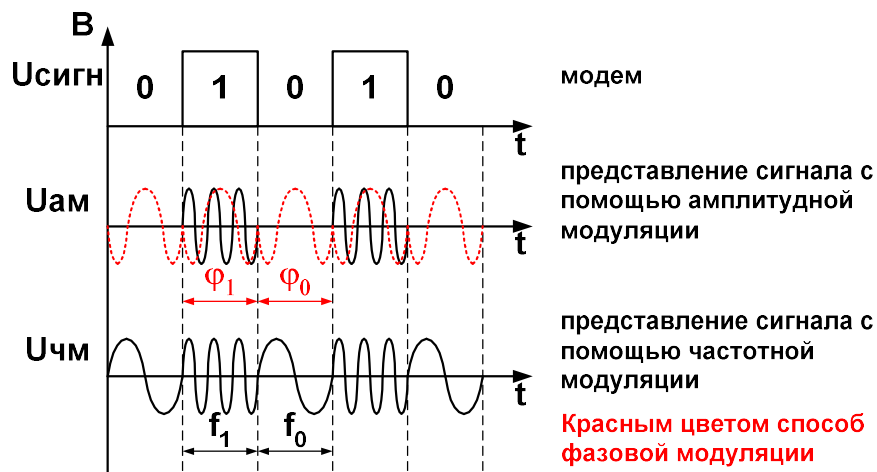 В
Uсигн
0 1 0 1 0
t
модем
Uам
t
представление сигнала с
помощью амплитудной
модуляции
φ1 φ0
Uчм
t
представление сигнала с
помощью частотной
модуляции
f1 f0
Красным цветом способ
фазовой модуляции